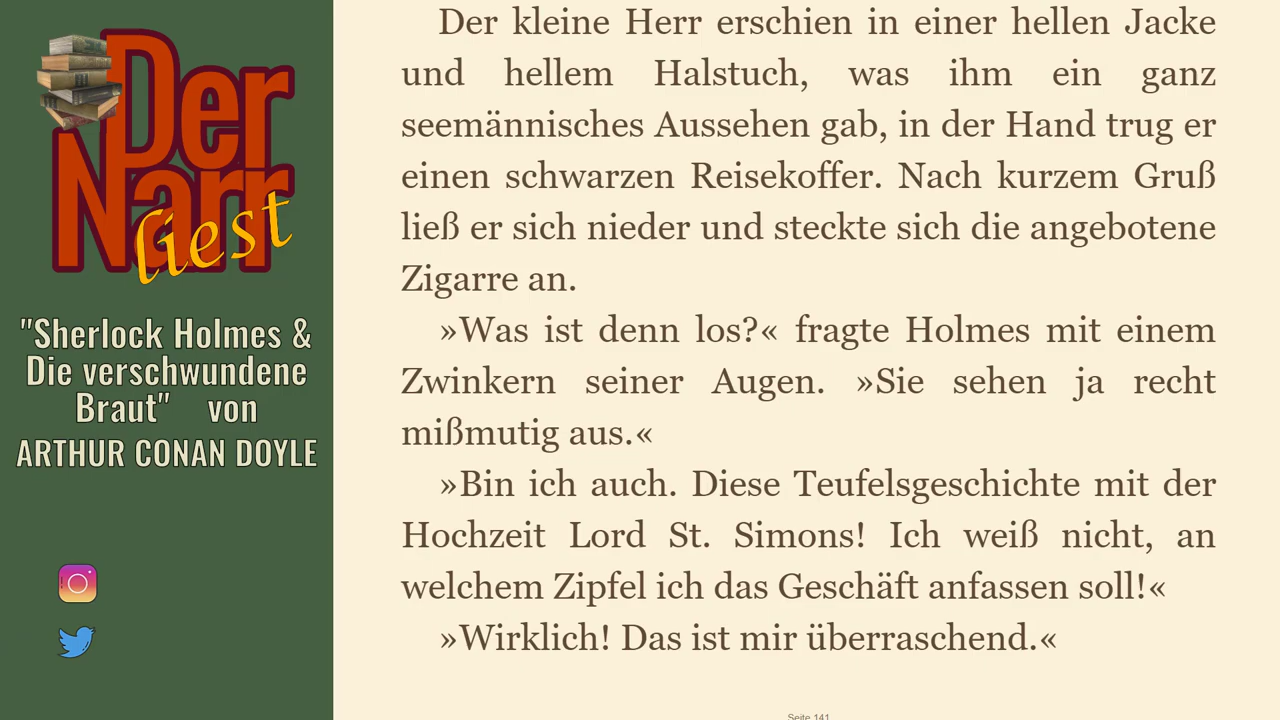 Der
Narr
liest
"Sherlock Holmes &
Die verschwundene
Braut" von
ARTHUR CONAN DOYLE
Der kleine Herr erschien in einer hellen Jacke
und hellem Halstuch, was ihm ein ganz
seemännisches Aussehen gab, in der Hand trug er
einen schwarzen Reisekoffer. Nach kurzem Gruß
ließ er sich nieder und steckte sich die angebotene
Zigarre an.
»Was ist denn los?« fragte Holmes mit einem
Zwinkern seiner Augen. »Sie sehen ja recht
mißmutig aus.«
»Bin ich auch. Diese Teufelsgeschichte mit der
Hochzeit Lord St. Simons! Ich weiß nicht, an
welchem Zipfel ich das Geschäft anfassen soll!«
»Wirklich! Das ist mir überraschend.«
Seite 141